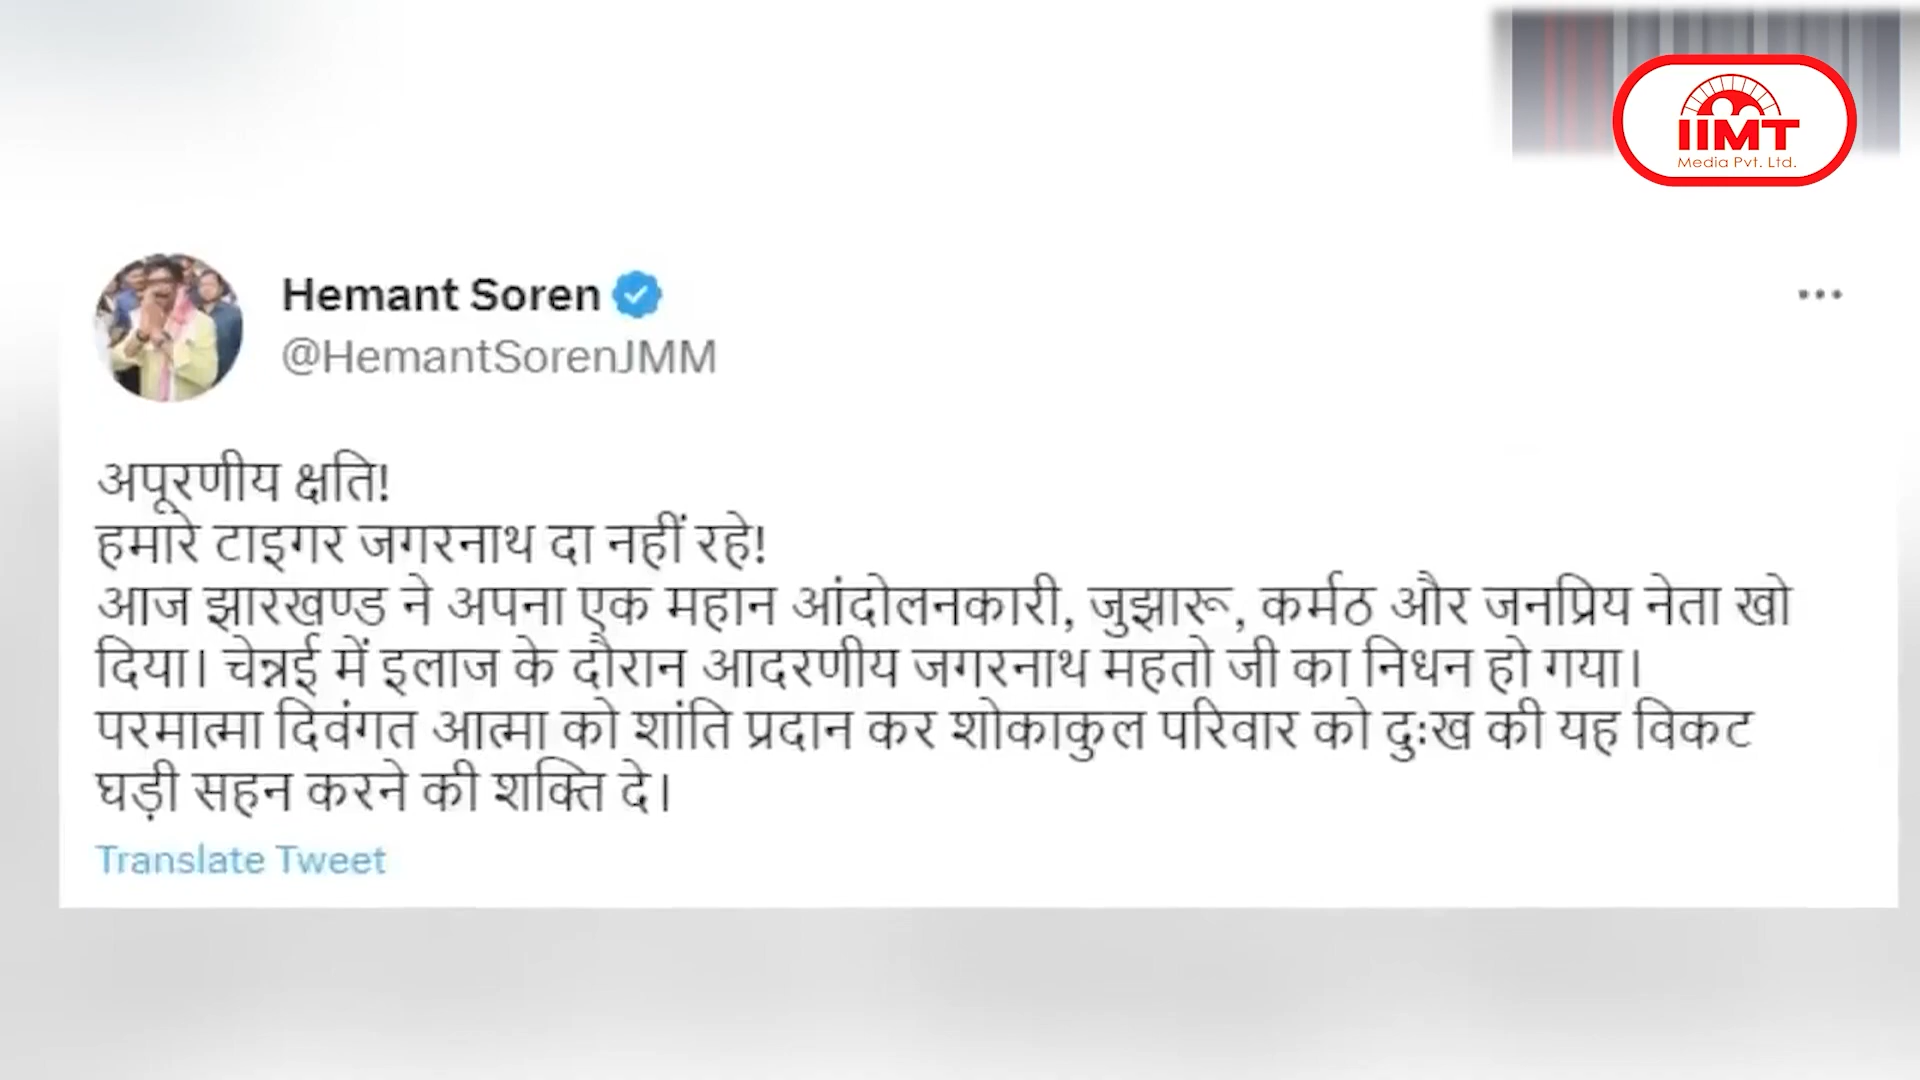 IIMT
Media Pvt. Ltd.
Hemant Soren
@HemantSorenJMM
अपूरणीय क्षति!
हमारे टाइगर जगरनाथ दा नहीं रहे!
आज झारखण्ड ने अपना एक महान आंदोलनकारी, जुझारू, कर्मठ और जनप्रिय नेता खो
दिया। चेन्नई में इलाज के दौरान आदरणीय जगरनाथ महतो जी का निधन हो गया।
परमात्मा दिवंगत आत्मा को शांति प्रदान कर शोकाकुल परिवार को दुःख की यह विकट
घड़ी सहन करने की शक्ति दे।
Translate Tweet